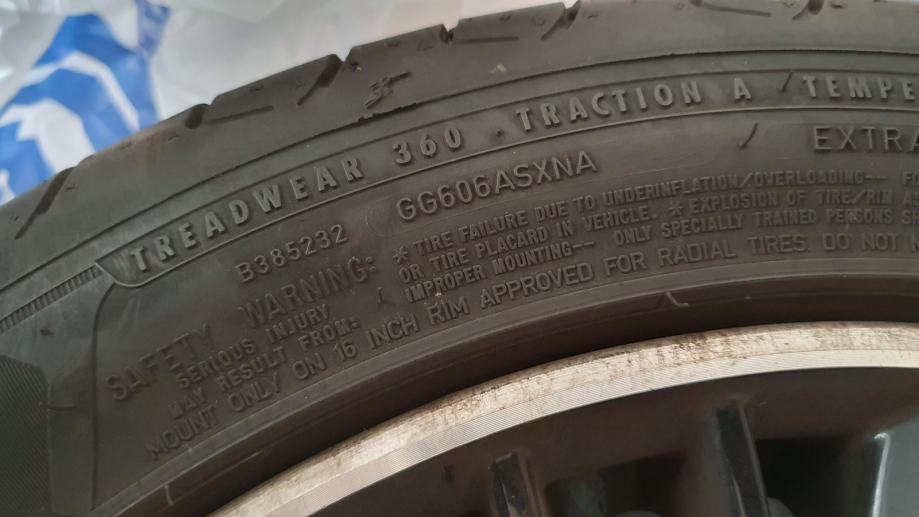 TREADWEAR 360 . TRACTION A TEMPE
EXTRA
B385232 GG606ASXNA
SAFETY WARNING:
SERIOUS INJURY
MAY RESULT FROM:
* TIRE FAILURE DUE TO UNDERINFLATION/OVERLOADING-- FO
OR TIRE PLACARD IN VEHICLE. * EXPLOSION OF TIRE/RIM AS
IMPROPER MOUNTING-- ONLY SPECIALLY TRAINED PERSONS S
MOUNT ONLY ON 16 INCH RIM APPROVED FOR RADIAL TIRES. DO NOT